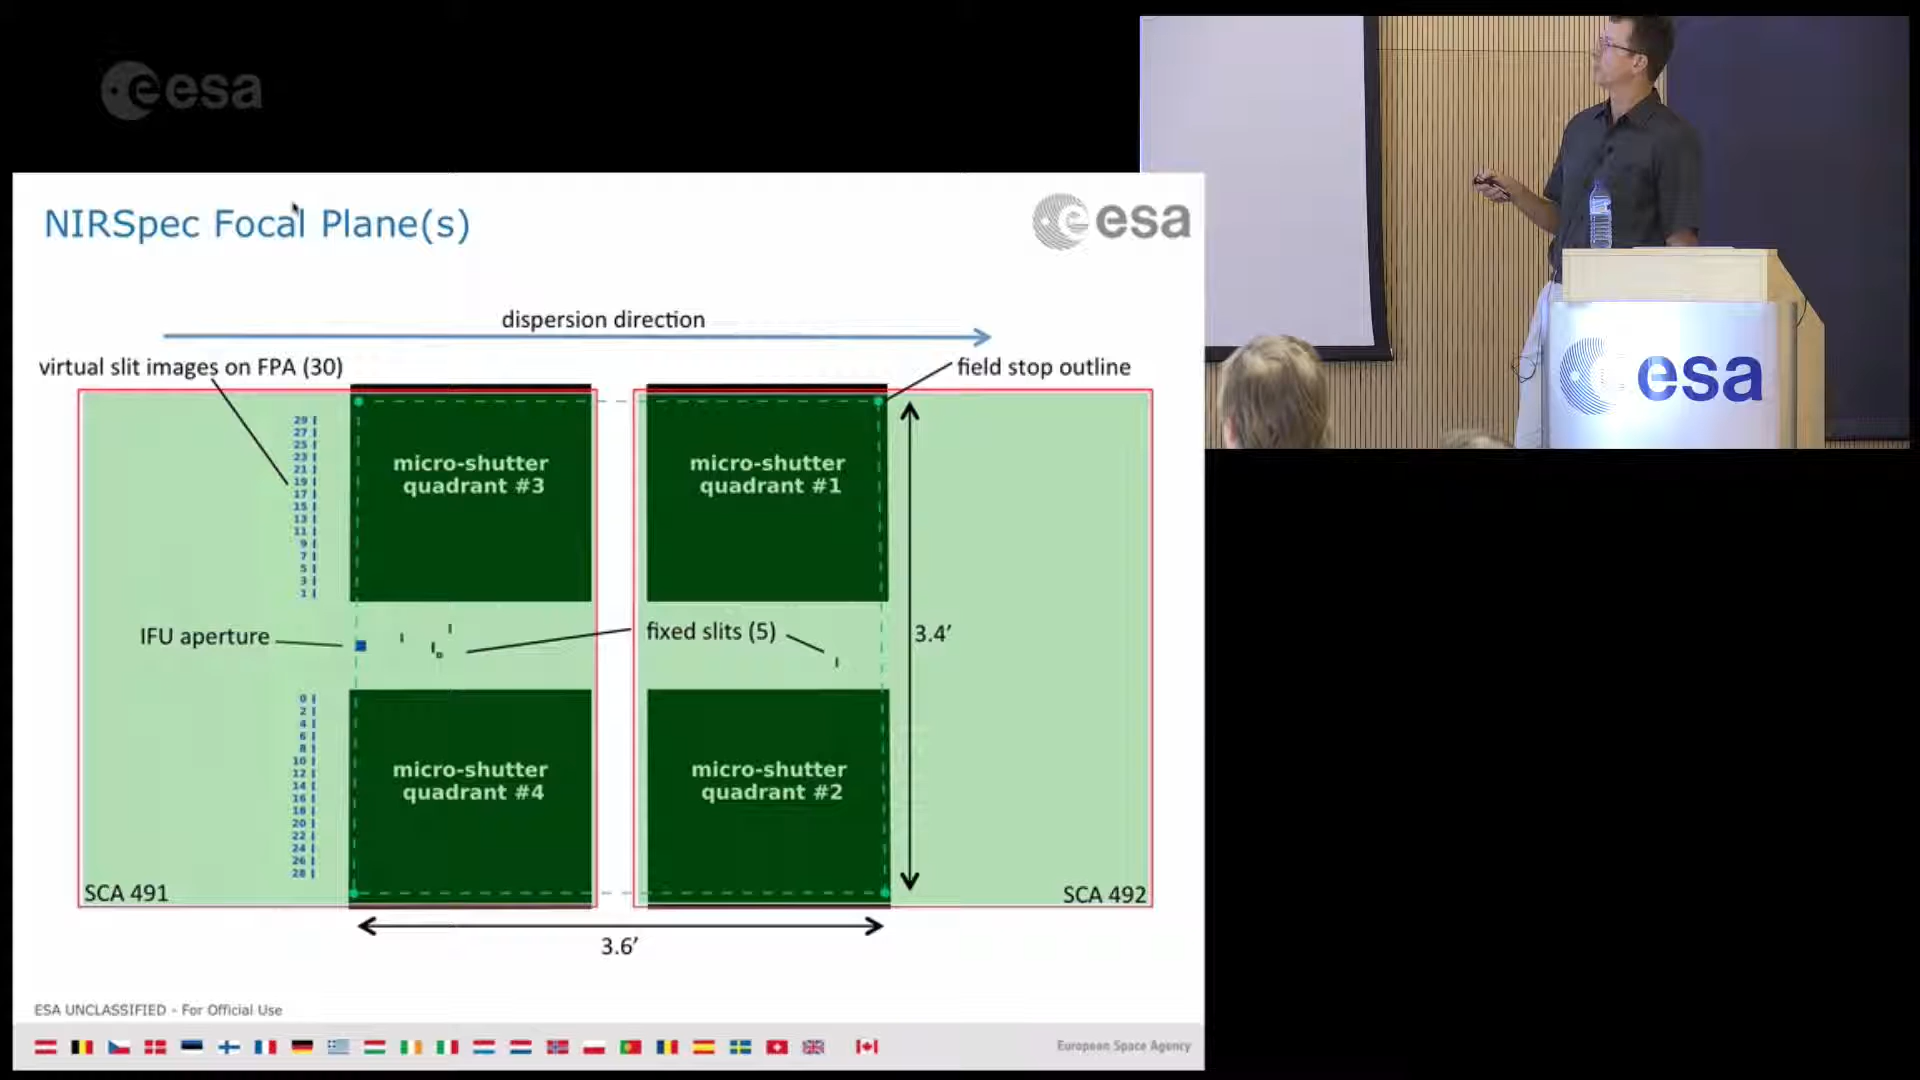 esa
NIRSpec Focal Plane(s)
esa
dispersion direction
virtual slit images on FPA (30)
field stop outline
29
27
25
23
21
19
17
15
13
11
9
7
5
3
1
micro-shutter
quadrant #3
micro-shutter
quadrant #1
IFU aperture
fixed slits (5)
3.4′
0
2
4
6
8
10
12
14
16
18
20
22
24
26
28
micro-shutter
quadrant #4
micro-shutter
quadrant #2
SCA 491
SCA 492
3.6′
ESA UNCLASSIFIED - For Official Use
European Space Agency
esa